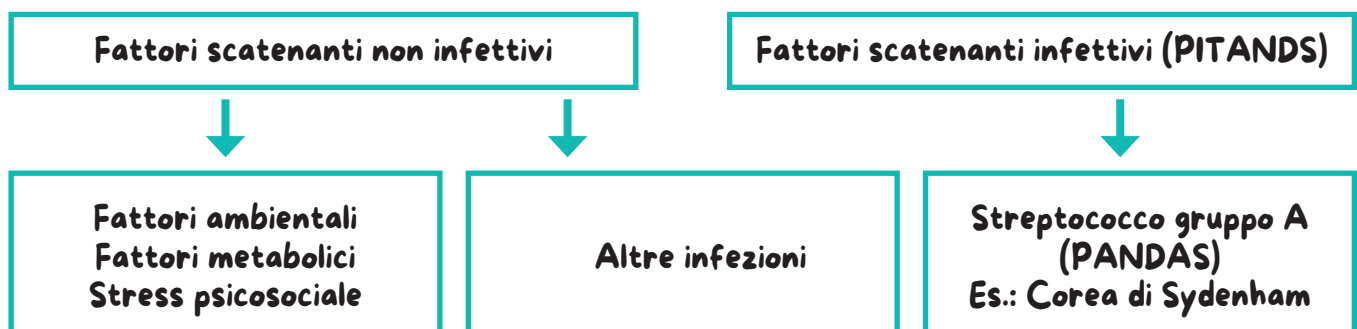 Fattori scatenanti non infettivi
Fattori scatenanti infettivi (PITANDS)
Fattori ambientali
Fattori metabolici
Stress psicosociale
Altre infezioni
Streptococco gruppo A
(PANDAS)
Es.: Corea di Sydenham